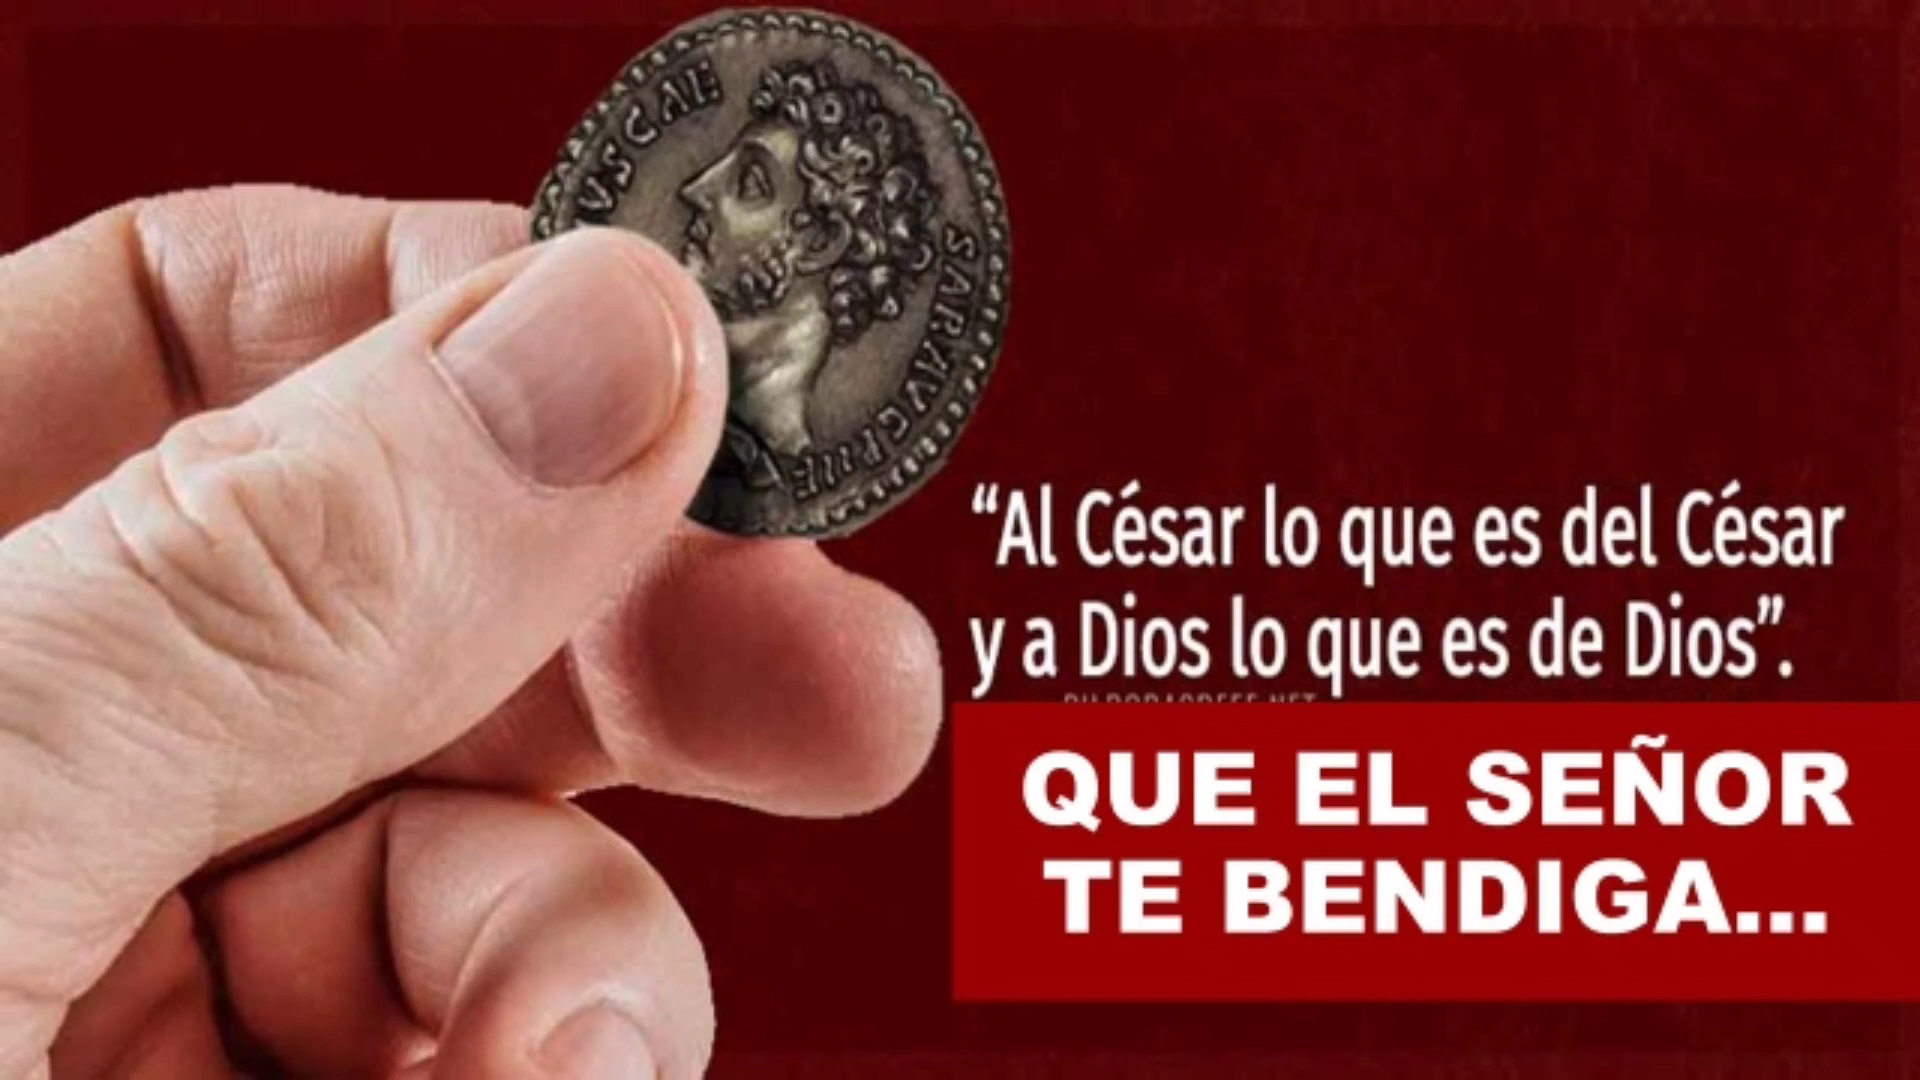 “Al César lo que es del César
y a Dios lo que es de Dios”.
QUE EL SEÑOR
TE BENDIGA...